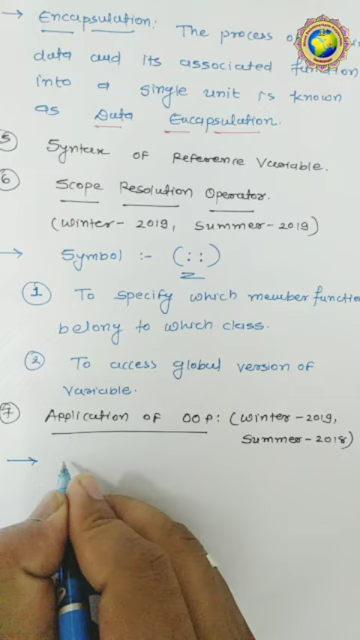 → Encapsulation: The process o
data and its associated function
into a single unit is known
as Data Encapsulation.
⑤ Syntax of Reference Variable.
⑥ Scope Resolution Operator.
(Winter-2019, Summer-2019)
→ Symbol :- (::)
① To specify which member function
belong to which class.
② To access global version of
variable.
⑦ Application of OOP: (Winter-2019,
Summer-2018)
→